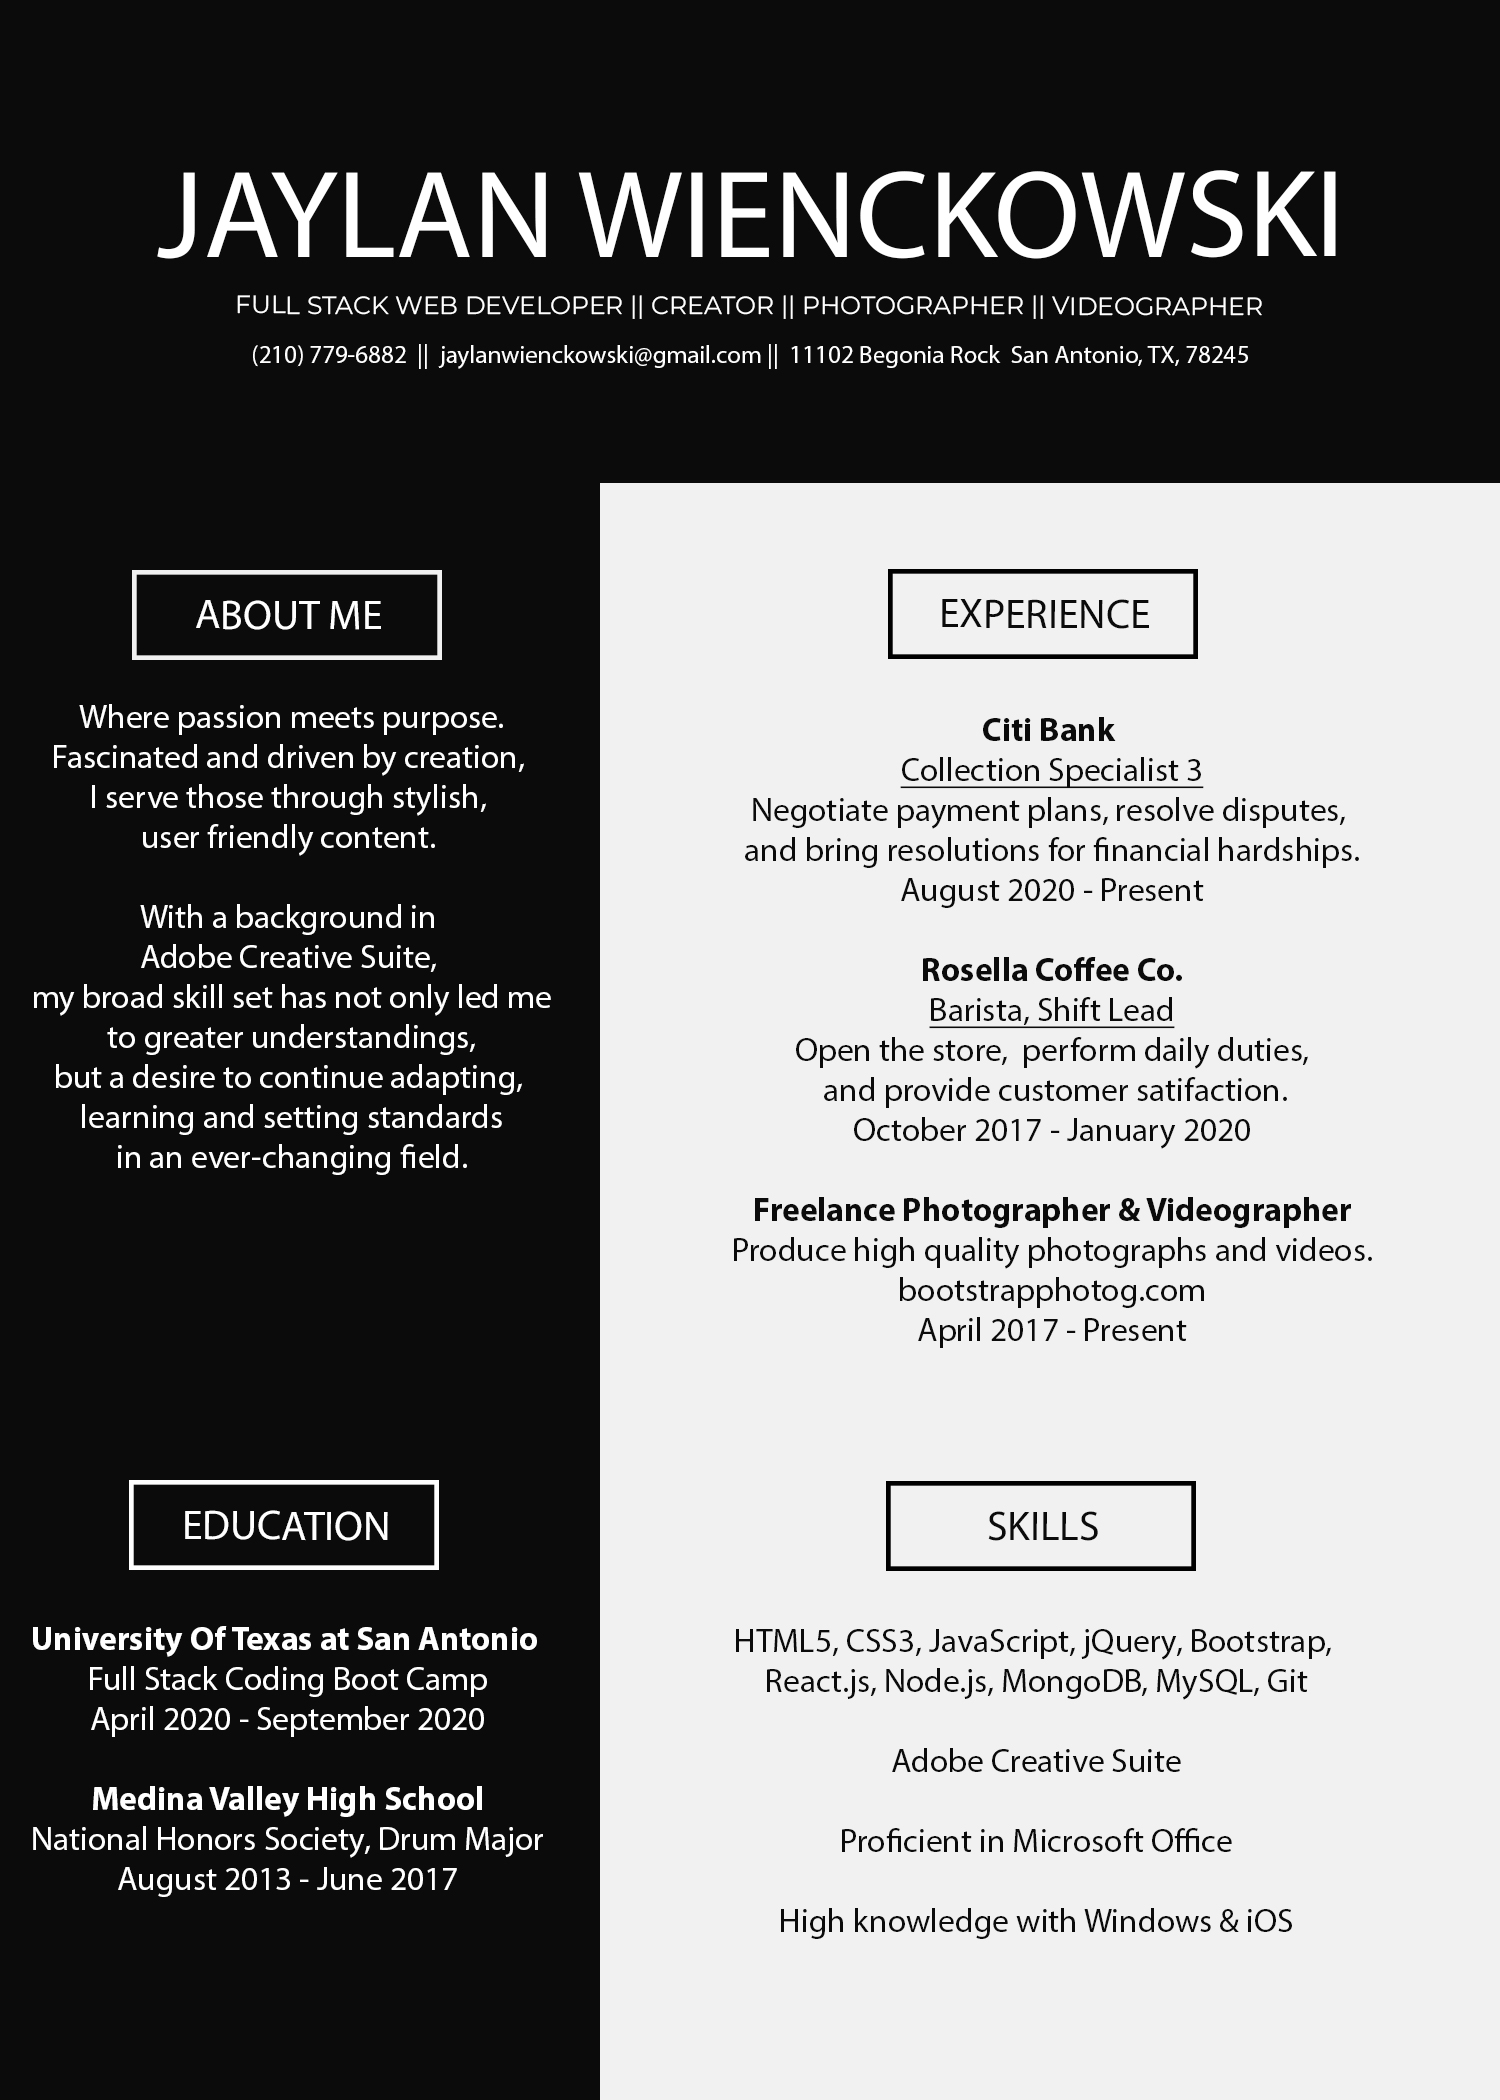 JAYLAN WIENCKOWSKI
FULL STACK WEB DEVELOPER || CREATOR || PHOTOGRAPHER || VIDEOGRAPHER
(210) 779-6882 || jaylanwienckowski@gmail.com || 11102 Begonia Rock San Antonio, TX, 78245
ABOUT ME
Where passion meets purpose.
Fascinated and driven by creation,
I serve those through stylish,
user friendly content.
With a background in
Adobe Creative Suite,
my broad skill set has not only led me
to greater understandings,
but a desire to continue adapting,
learning and setting standards
in an ever-changing field.
EDUCATION
University Of Texas at San Antonio
Full Stack Coding Boot Camp
April 2020 - September 2020
Medina Valley High School
National Honors Society, Drum Major
August 2013 - June 2017
EXPERIENCE
Citi Bank
Collection Specialist 3
Negotiate payment plans, resolve disputes,
and bring resolutions for financial hardships.
August 2020 - Present
Rosella Coffee Co.
Barista, Shift Lead
Open the store, perform daily duties,
and provide customer satifaction.
October 2017 - January 2020
Freelance Photographer & Videographer
Produce high quality photographs and videos.
bootstrapphotog.com
April 2017 - Present
SKILLS
HTML5, CSS3, JavaScript, jQuery, Bootstrap,
React.js, Node.js, MongoDB, MySQL, Git
Adobe Creative Suite
Proficient in Microsoft Office
High knowledge with Windows & iOS